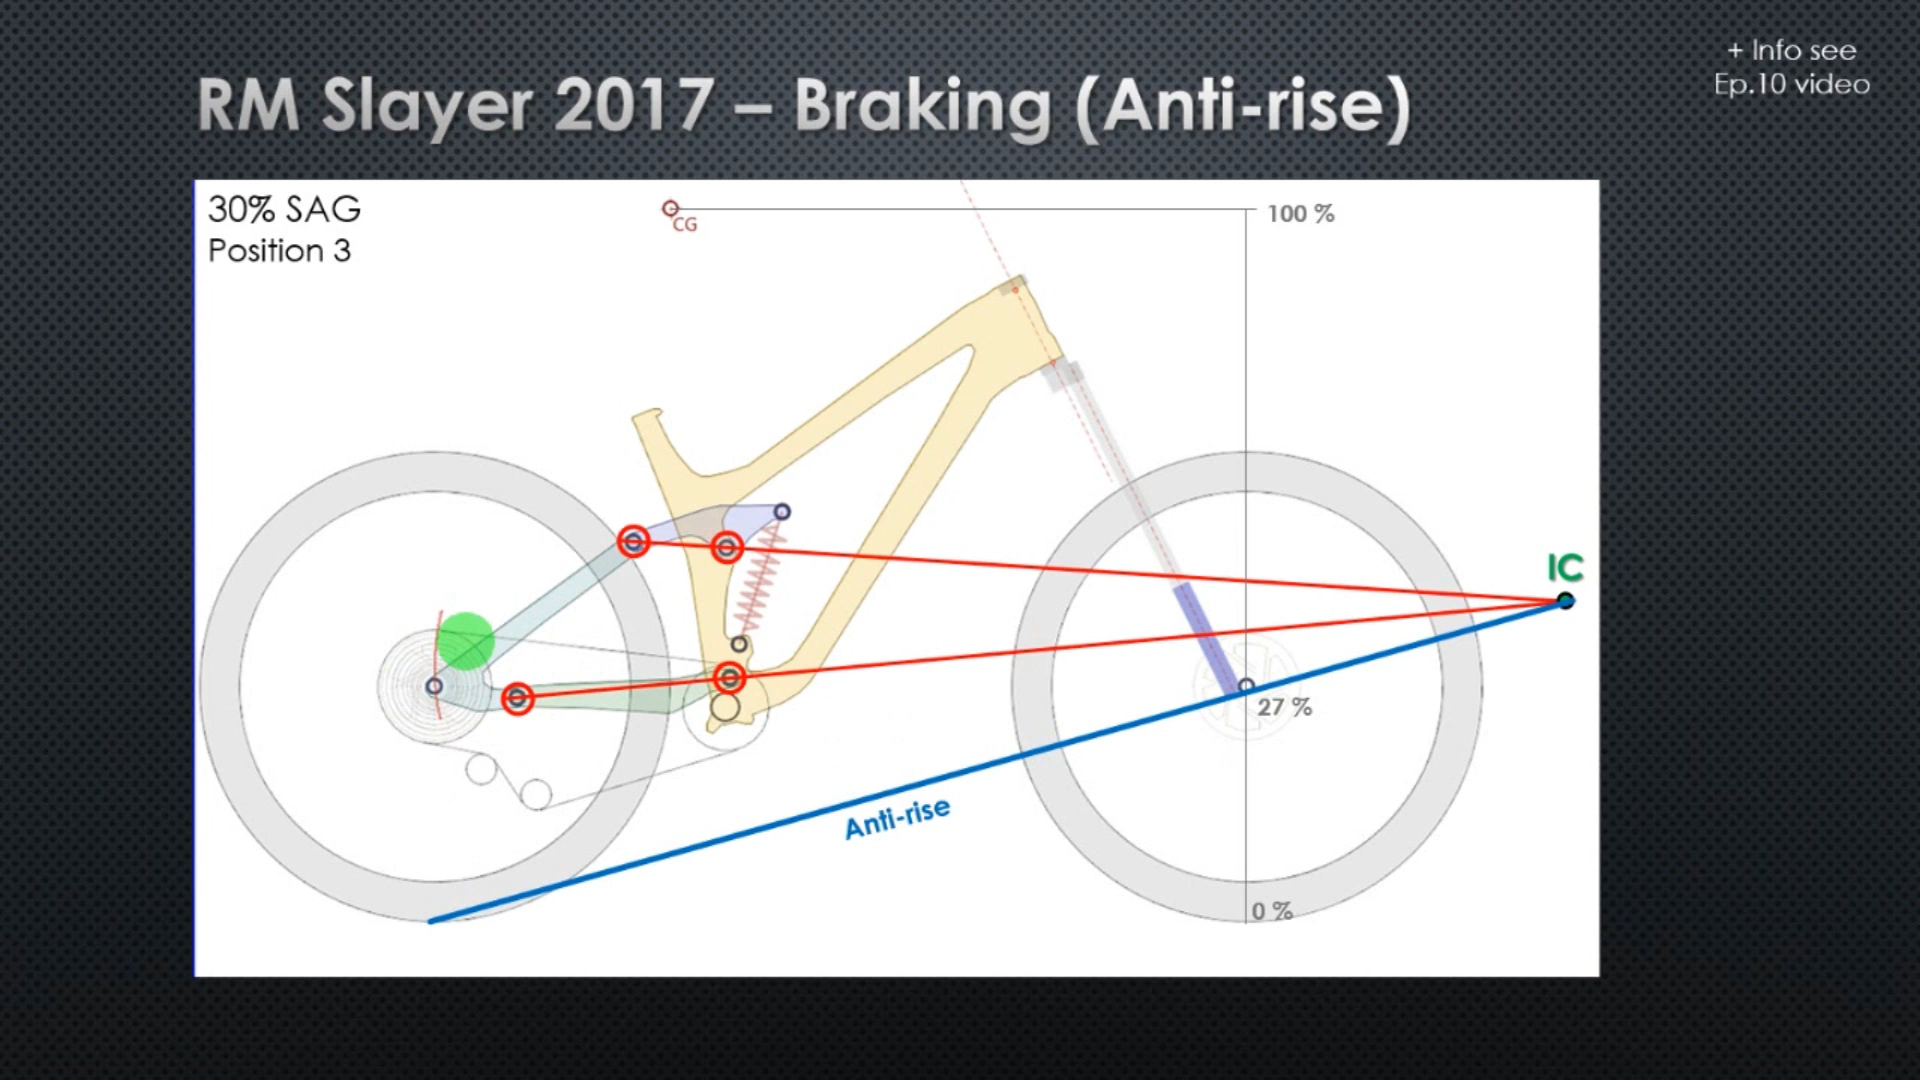 + Info see
Ep.10 video
RM Slayer 2017 – Braking (Anti-rise)
30% SAG
Position 3
CG
100 %
IC
27 %
Anti-rise
0 %